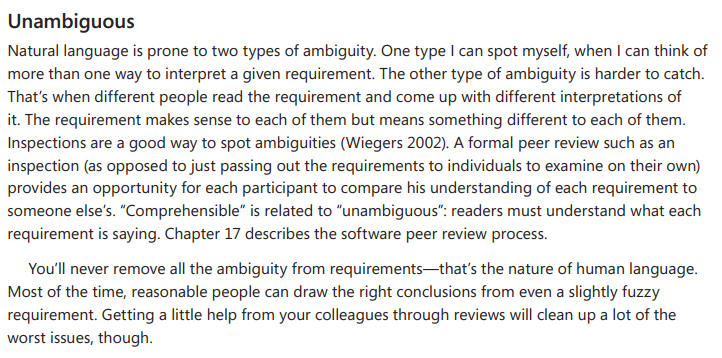 Unambiguous
Natural language is prone to two types of ambiguity. One type I can spot myself, when I can think of
more than one way to interpret a given requirement. The other type of ambiguity is harder to catch.
That’s when different people read the requirement and come up with different interpretations of
it. The requirement makes sense to each of them but means something different to each of them.
Inspections are a good way to spot ambiguities (Wiegers 2002). A formal peer review such as an
inspection (as opposed to just passing out the requirements to individuals to examine on their own)
provides an opportunity for each participant to compare his understanding of each requirement to
someone else’s. “Comprehensible” is related to “unambiguous”: readers must understand what each
requirement is saying. Chapter 17 describes the software peer review process.
You’ll never remove all the ambiguity from requirements—that’s the nature of human language.
Most of the time, reasonable people can draw the right conclusions from even a slightly fuzzy
requirement. Getting a little help from your colleagues through reviews will clean up a lot of the
worst issues, though.